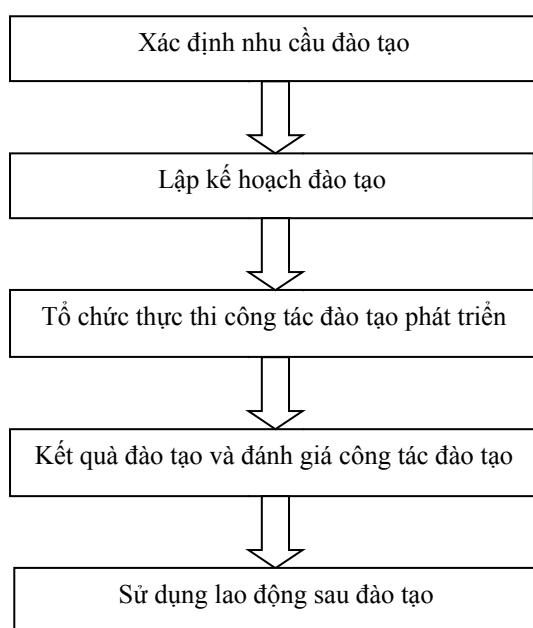 Xác định nhu cầu đào tạo
Lập kế hoạch đào tạo
Tổ chức thực thi công tác đào tạo phát triển
Kết quà đào tạo và đánh giá công tác đào tạo
Sử dụng lao động sau đào tạo